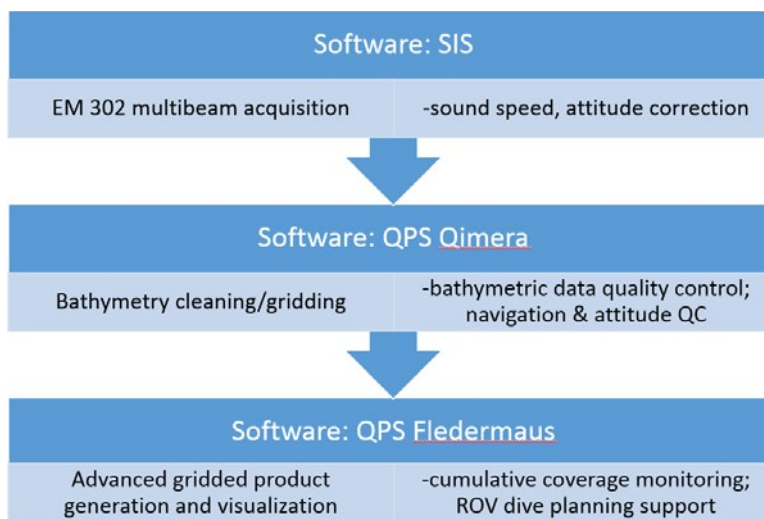 Software: SIS
EM 302 multibeam acquisition
-sound speed, attitude correction
Software: QPS Qimera
Bathymetry cleaning/gridding
-bathymetric data quality control;
navigation & attitude QC
Software: QPS Fledermaus
Advanced gridded product
generation and visualization
-cumulative coverage monitoring;
ROV dive planning support